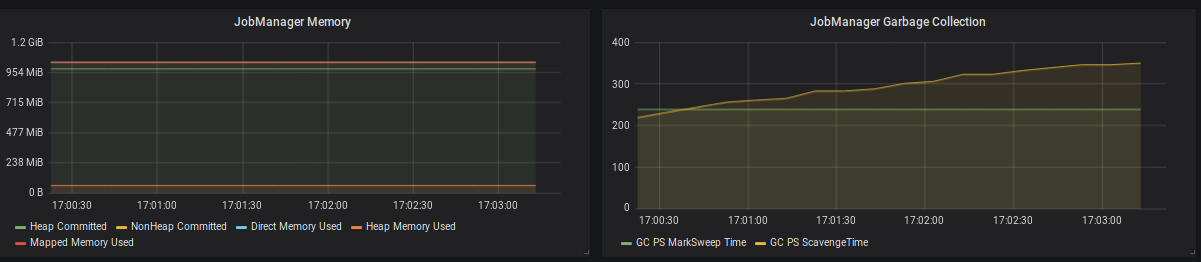 JobManager Memory
1.2 GiB
954 MiB
715 MiB
477 MiB
238 MiB
0 B
17:00:30 17:01:00 17:01:30 17:02:00 17:02:30 17:03:00
Heap Committed NonHeap Committed Direct Memory Used Heap Memory Used
Mapped Memory Used
JobManager Garbage Collection
400
300
200
100
0
17:00:30 17:01:00 17:01:30 17:02:00 17:02:30 17:03:00
GC PS MarkSweep Time GC PS ScavengeTime